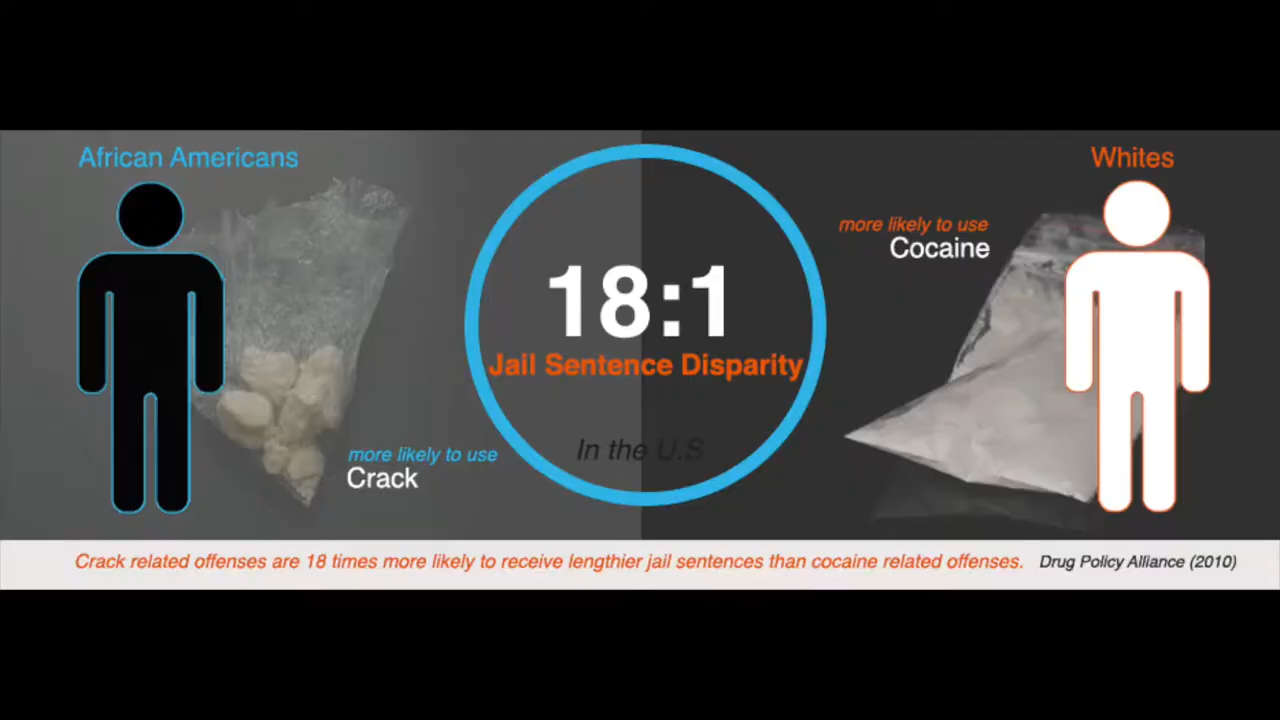 African Americans
Whites
more likely to use
Cocaine
18:1
Jail Sentence Disparity
In the U.S
more likely to use
Crack
Crack related offenses are 18 times more likely to receive lengthier jail sentences than cocaine related offenses. Drug Policy Alliance (2010)